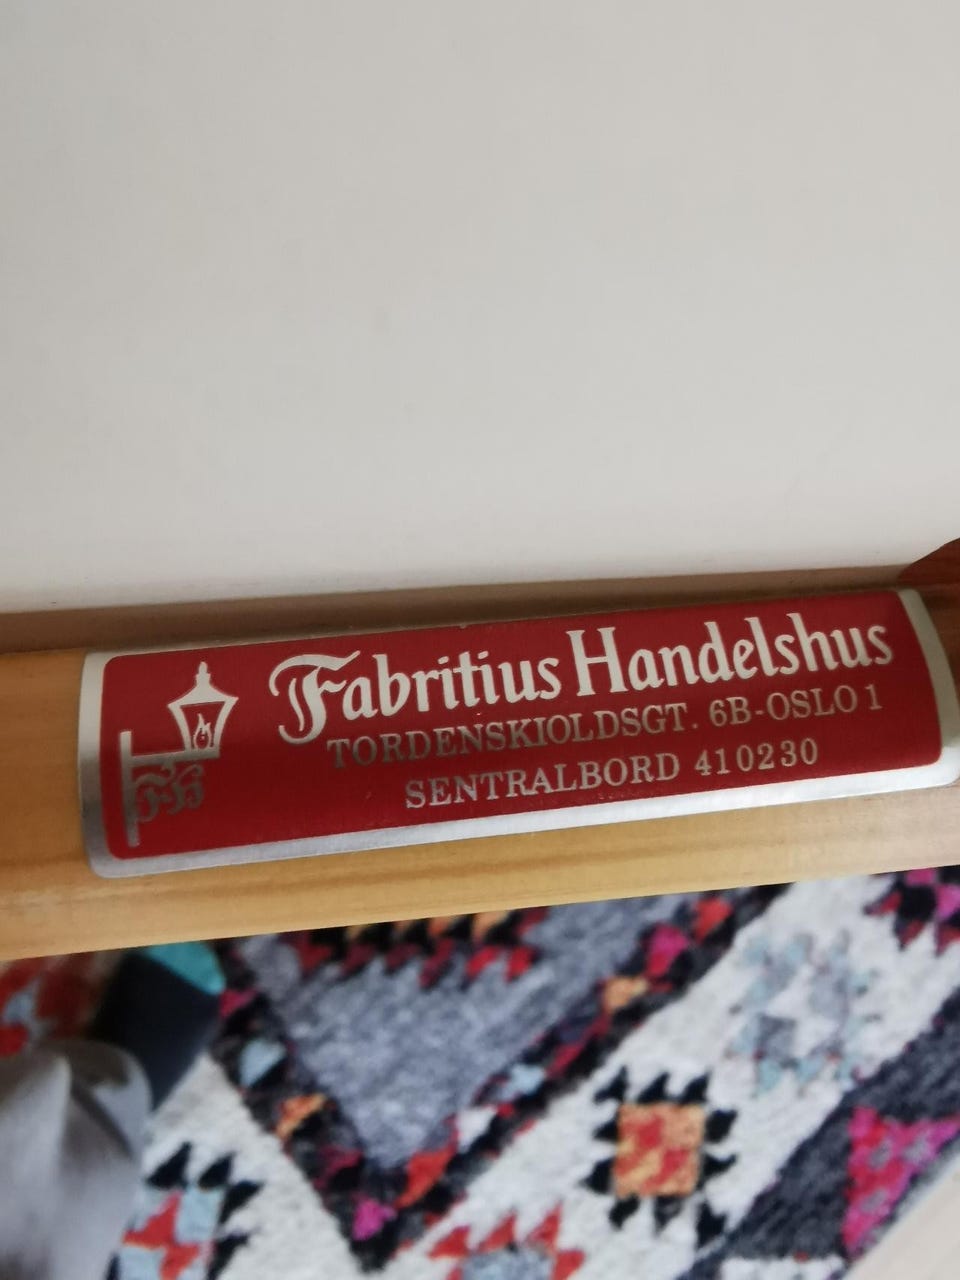 Fabritius Handelshus
TORDENSKIOLDSGT. 6B-OSLO 1
SENTRALBORD 410230